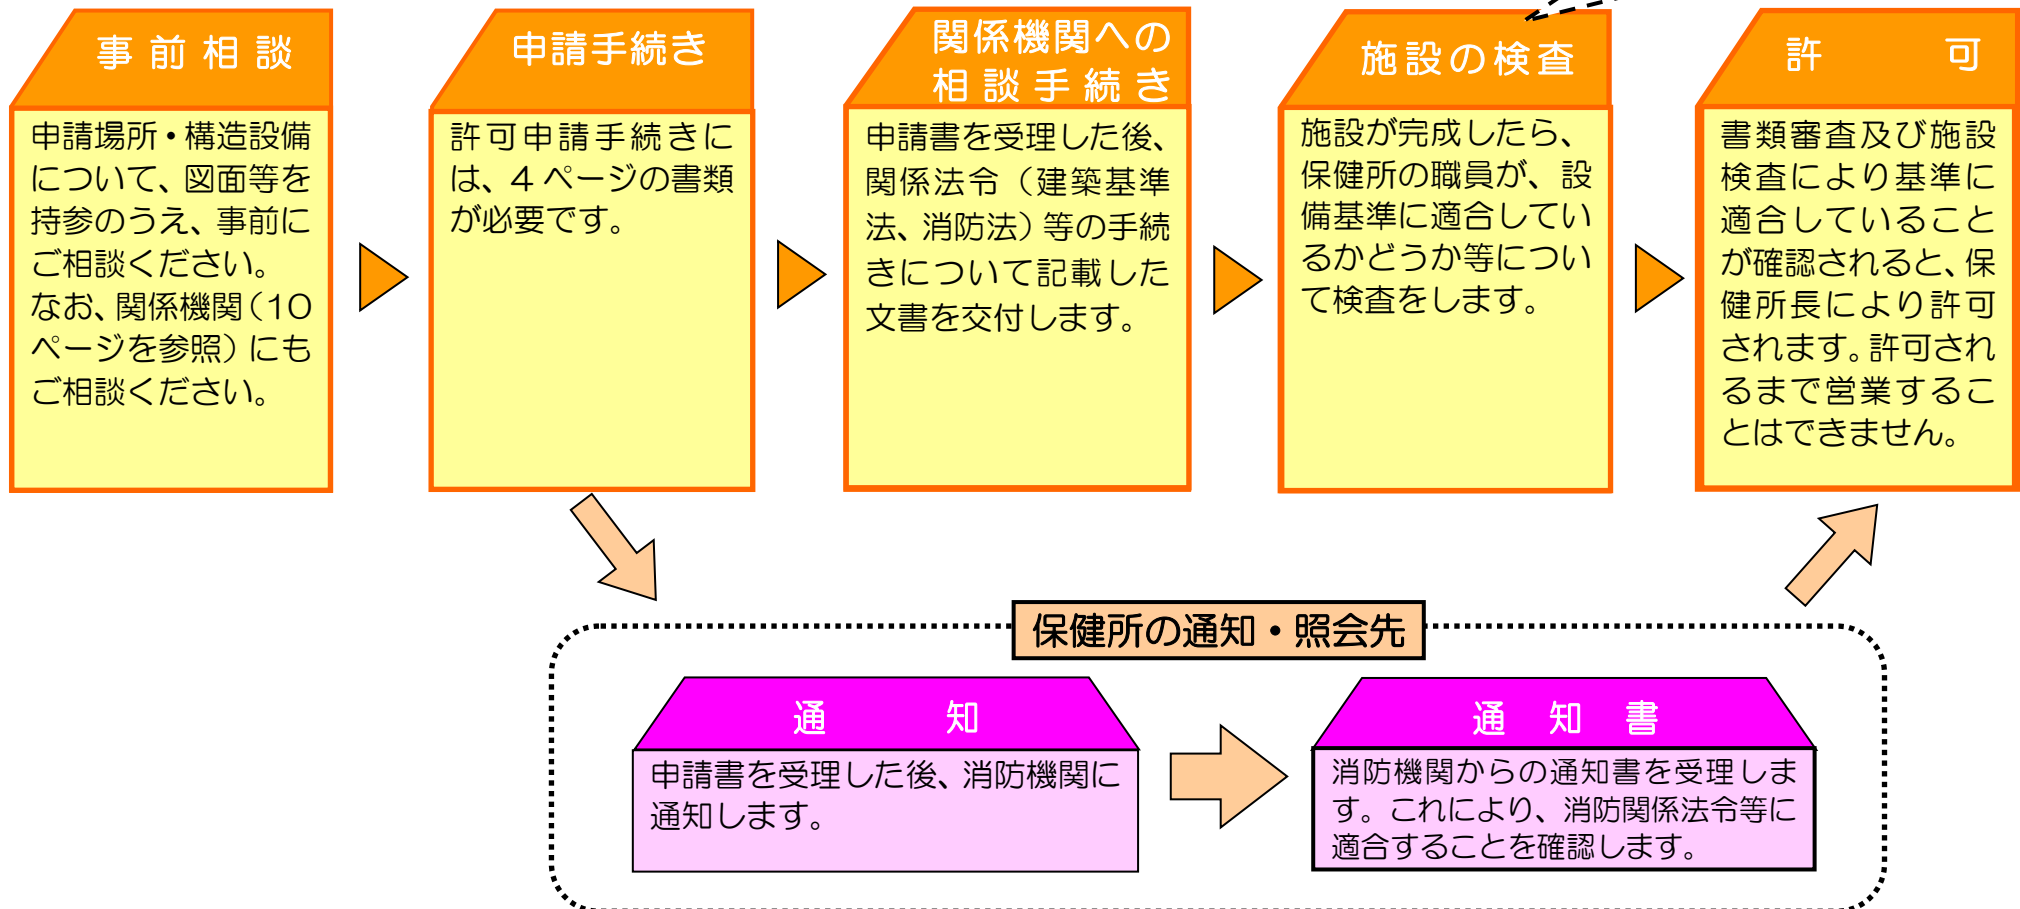 事前相談
申請場所・構造設備
について、図面等を
持参のうえ、事前に
ご相談ください。
なお、関係機関（10
ページを参照）にも
ご相談ください。
申請手続き
許可申請手続きに
は、4ページの書類
が必要です。
関係機関への
相談手続き
申請書を受理した後、
関係法令（建築基準
法、消防法）等の手続
きについて記載した
文書を交付します。
施設の検査
施設が完成したら、
保健所の職員が、設
備基準に適合してい
るかどうか等につい
て検査をします。
許可
書類審査及び施設
検査により基準に
適合していること
が確認されると、保
健所長により許可
されます。許可され
るまで営業するこ
とはできません。
保健所の通知・照会先
通知
申請書を受理した後、消防機関に
通知します。
通知書
消防機関からの通知書を受理しま
す。これにより、消防関係法令等に
適合することを確認します。